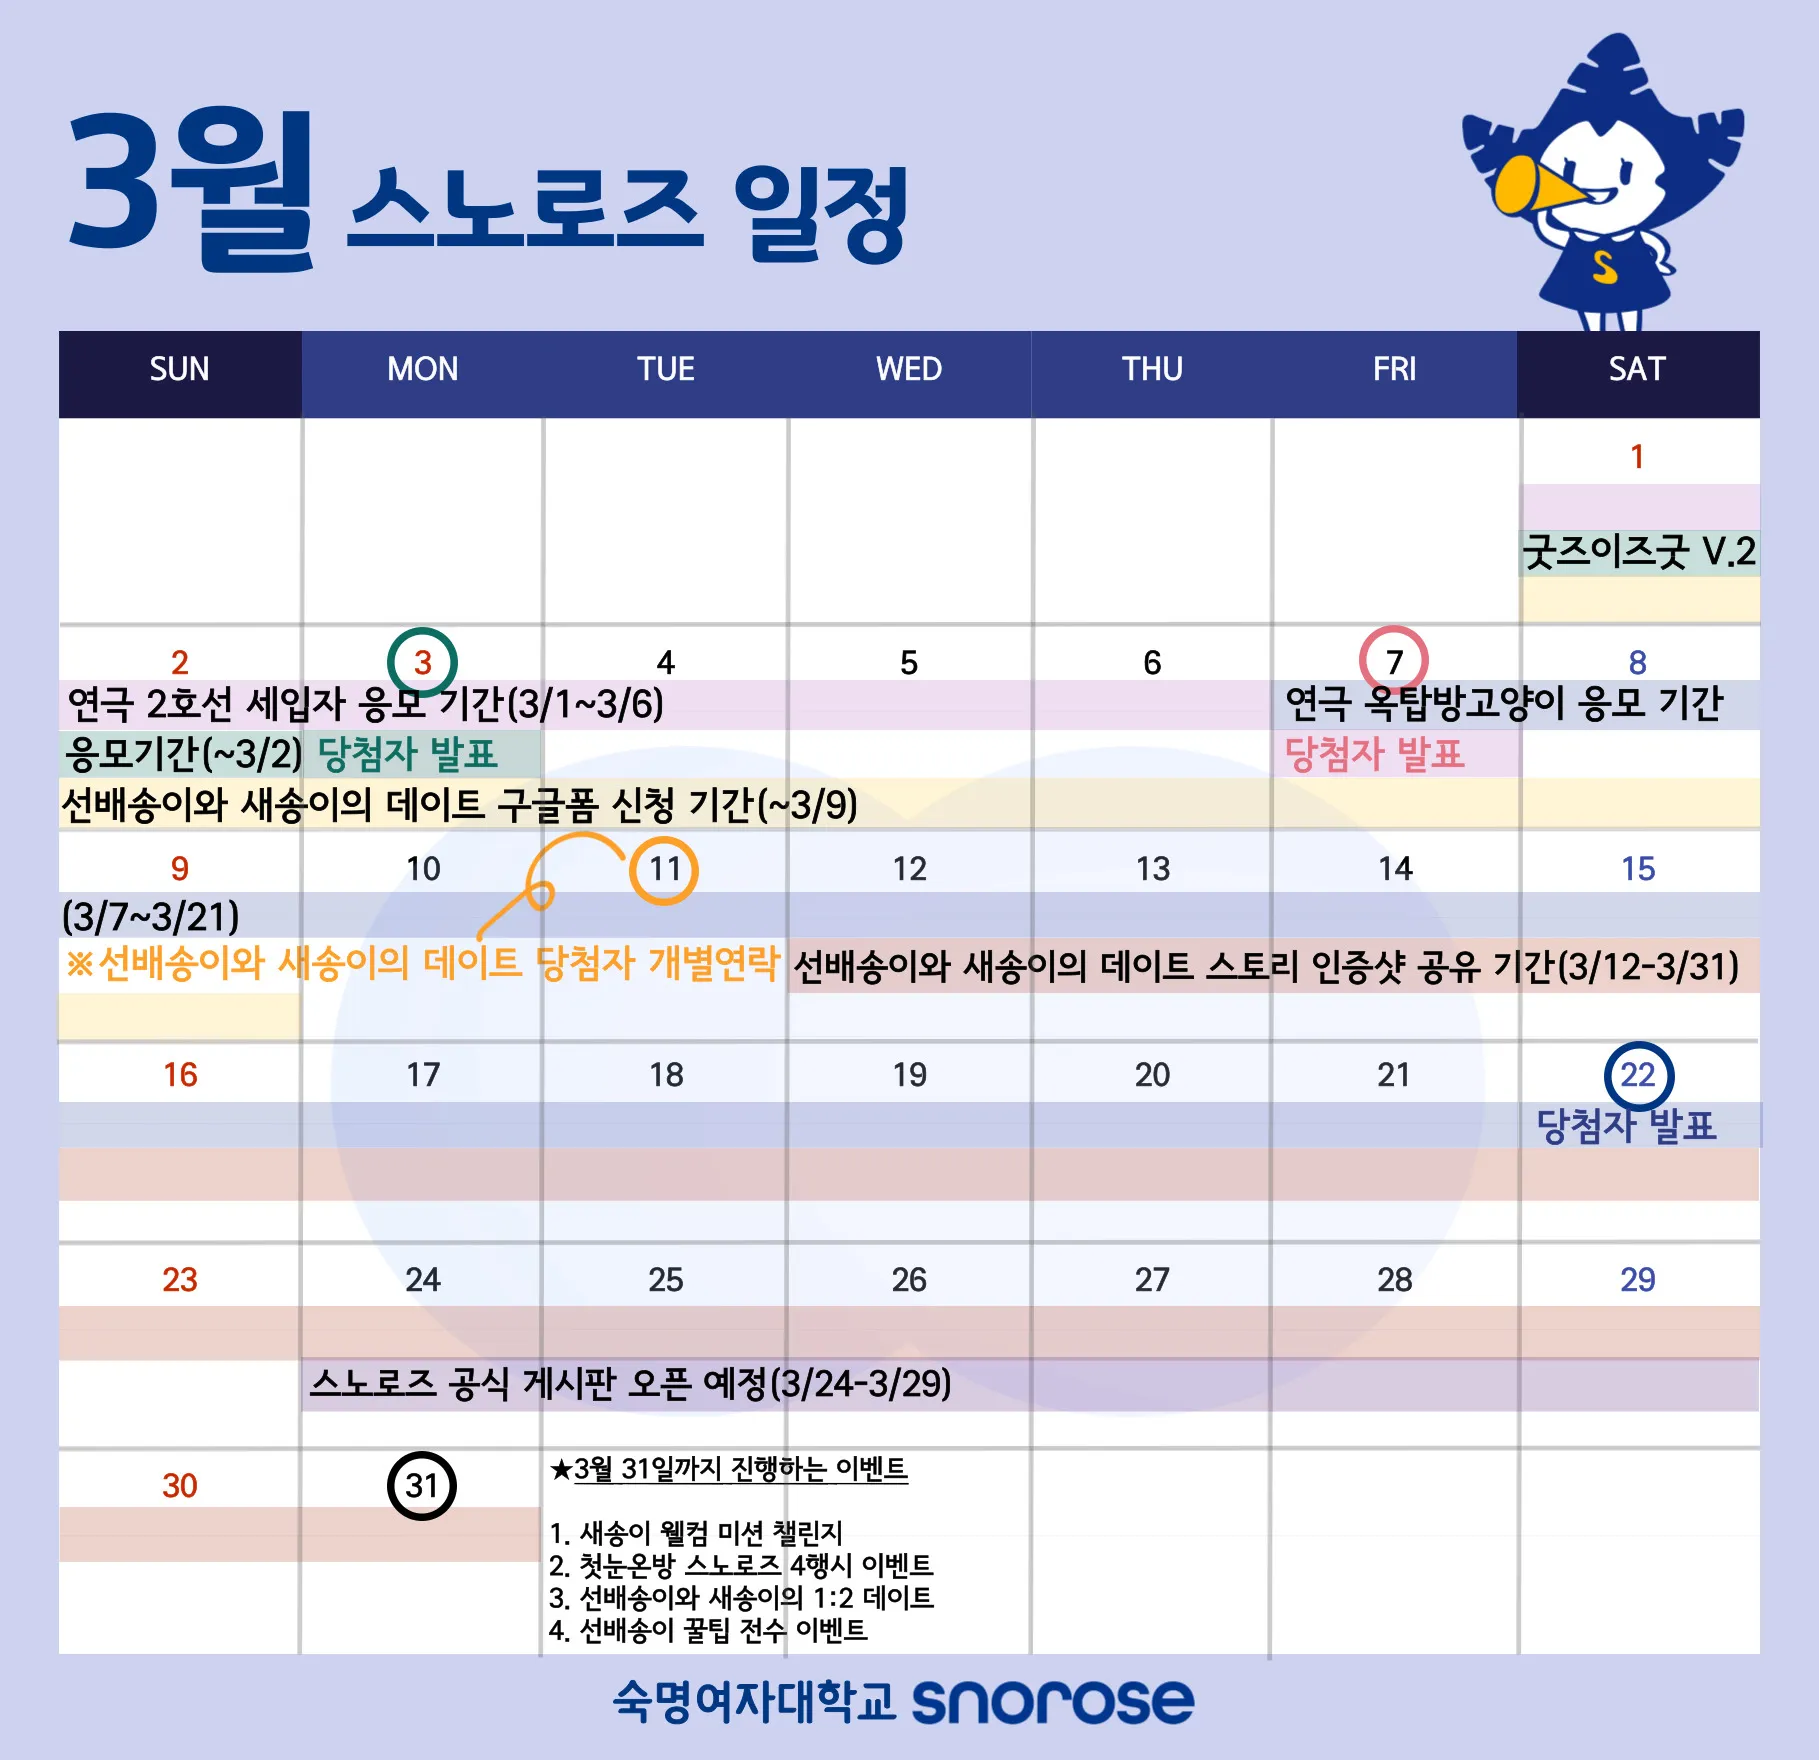 3월 스노로즈 일정
S
SUN MON TUE WED THU FRI SAT
1
굿즈이즈굿 V.2
2 3 4 5 6 7 8
연극 2호선 세입자 응모 기간(3/1~3/6) 연극 옥탑방고양이 응모 기간
응모기간(~3/2) 당첨자 발표 당첨자 발표
선배송이와 새송이의 데이트 구글폼 신청 기간(~3/9)
9 10 11 12 13 14 15
(3/7~3/21)
※선배송이와 새송이의 데이트 당첨자 개별연락 선배송이와 새송이의 데이트 스토리 인증샷 공유 기간(3/12-3/31)
16 17 18 19 20 21 22
당첨자 발표
23 24 25 26 27 28 29
스노로즈 공식 게시판 오픈 예정(3/24-3/29)
30 31
★3월 31일까지 진행하는 이벤트
1. 새송이 웰컴 미션 챌린지
2. 첫눈온방 스노로즈 4행시 이벤트
3. 선배송이와 새송이의 1:2 데이트
4. 선배송이 꿀팁 전수 이벤트
숙명여자대학교 snorose